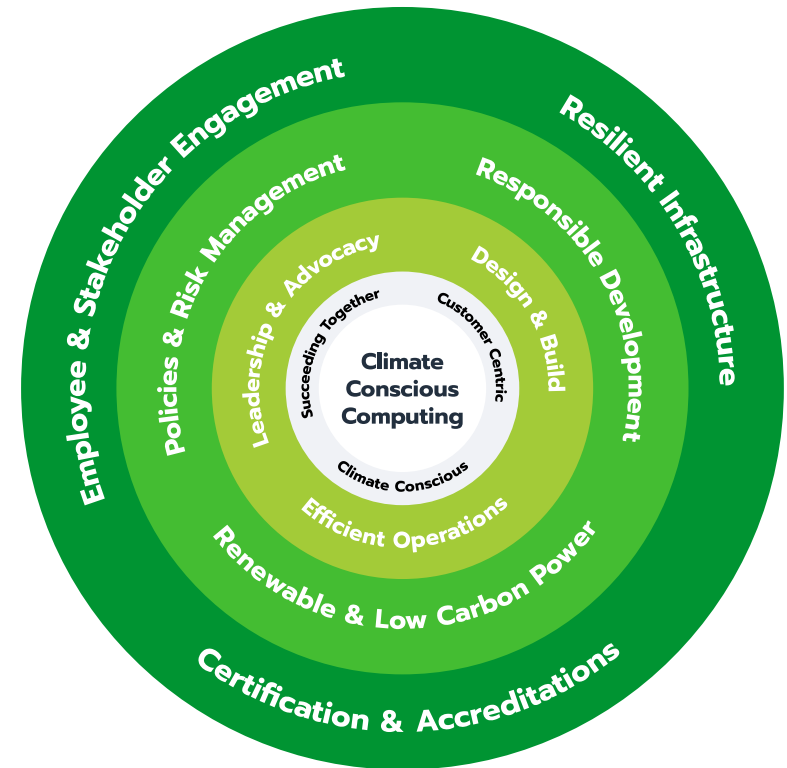 Employee & Stakeholder Engagement
Resilient Infrastructure
Certification & Accreditations
Policies & Risk Management
Responsible Development
Renewable & Low Carbon Power
Leadership & Advocacy
Design & Build
Efficient Operations
Succeeding Together
Customer Centric
Climate Conscious
Climate
Conscious
Computing